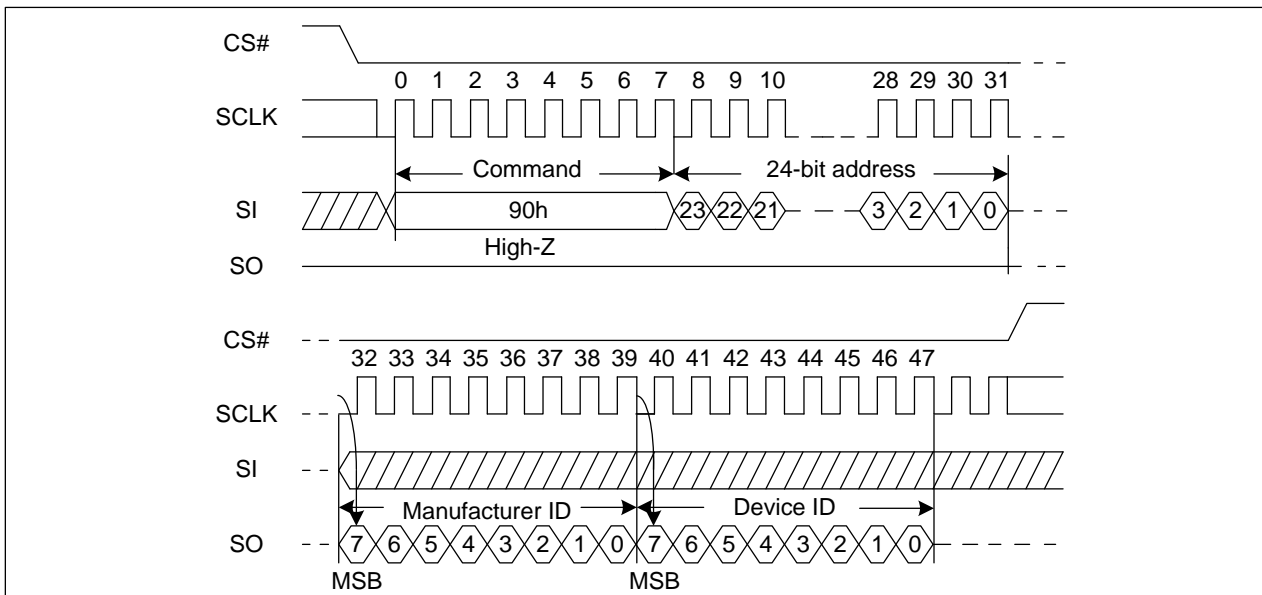 CS#
0 1 2 3 4 5 6 7 8 9 10 28 29 30 31
SCLK
Command 24-bit address
SI 90h 23 22 21 3 2 1 0
High-Z
SO
CS#
32 33 34 35 36 37 38 39 40 41 42 43 44 45 46 47
SCLK
SI
Manufacturer ID Device ID
SO 7 6 5 4 3 2 1 0 7 6 5 4 3 2 1 0
MSB MSB